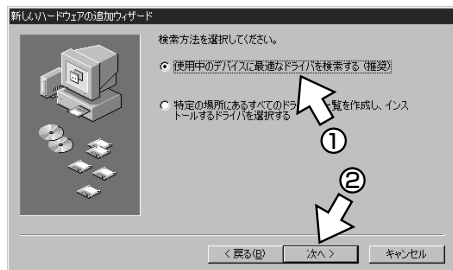 新しいハードウェアの追加ウィザード
検索方法を選択してください。
使用中のデバイスに最適なドライバを検索する (推奨)
特定の場所にあるすべてのドラ 覧を作成し、インス
トールするドライバを選択する
①
②
< 戻る(B)
次へ >
キャンセル